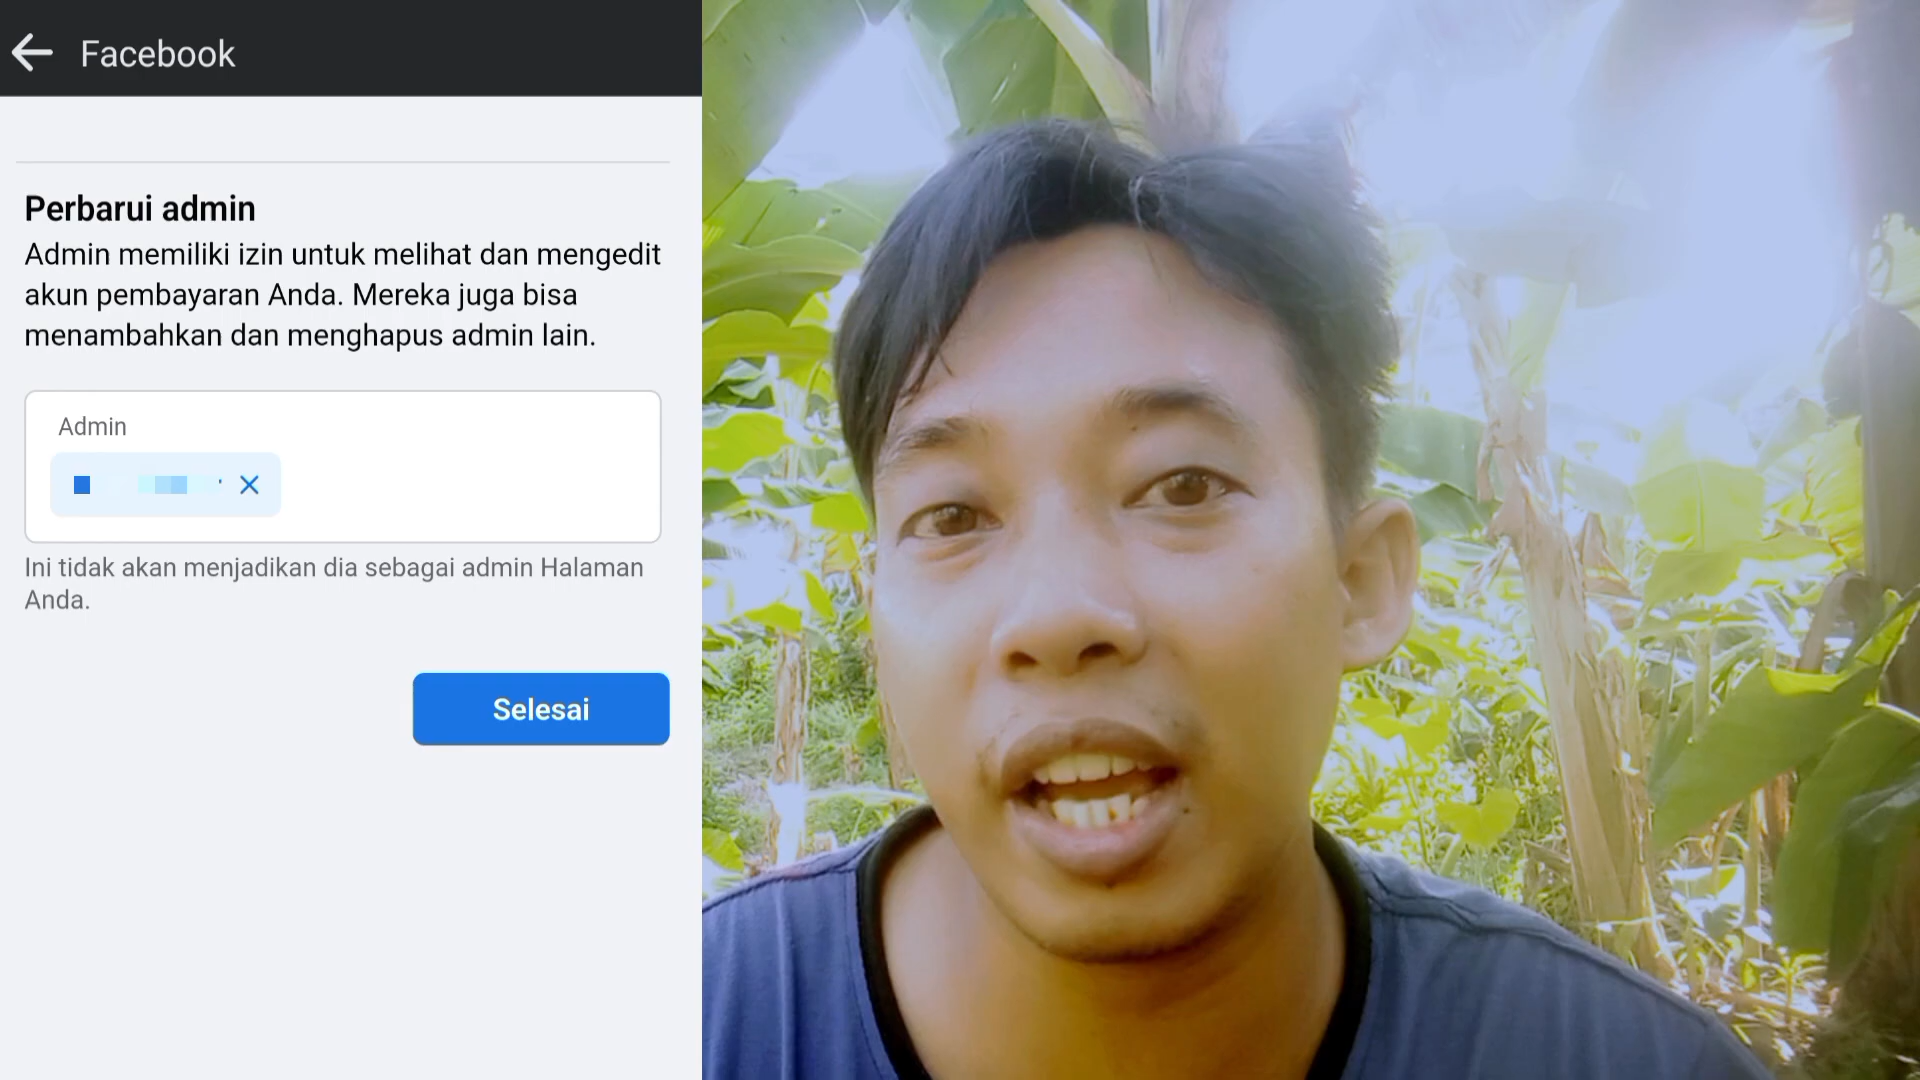 Facebook
Perbarui admin
Admin memiliki izin untuk melihat dan mengedit
akun pembayaran Anda. Mereka juga bisa
menambahkan dan menghapus admin lain.
Admin
Ini tidak akan menjadikan dia sebagai admin Halaman
Anda.
Selesai